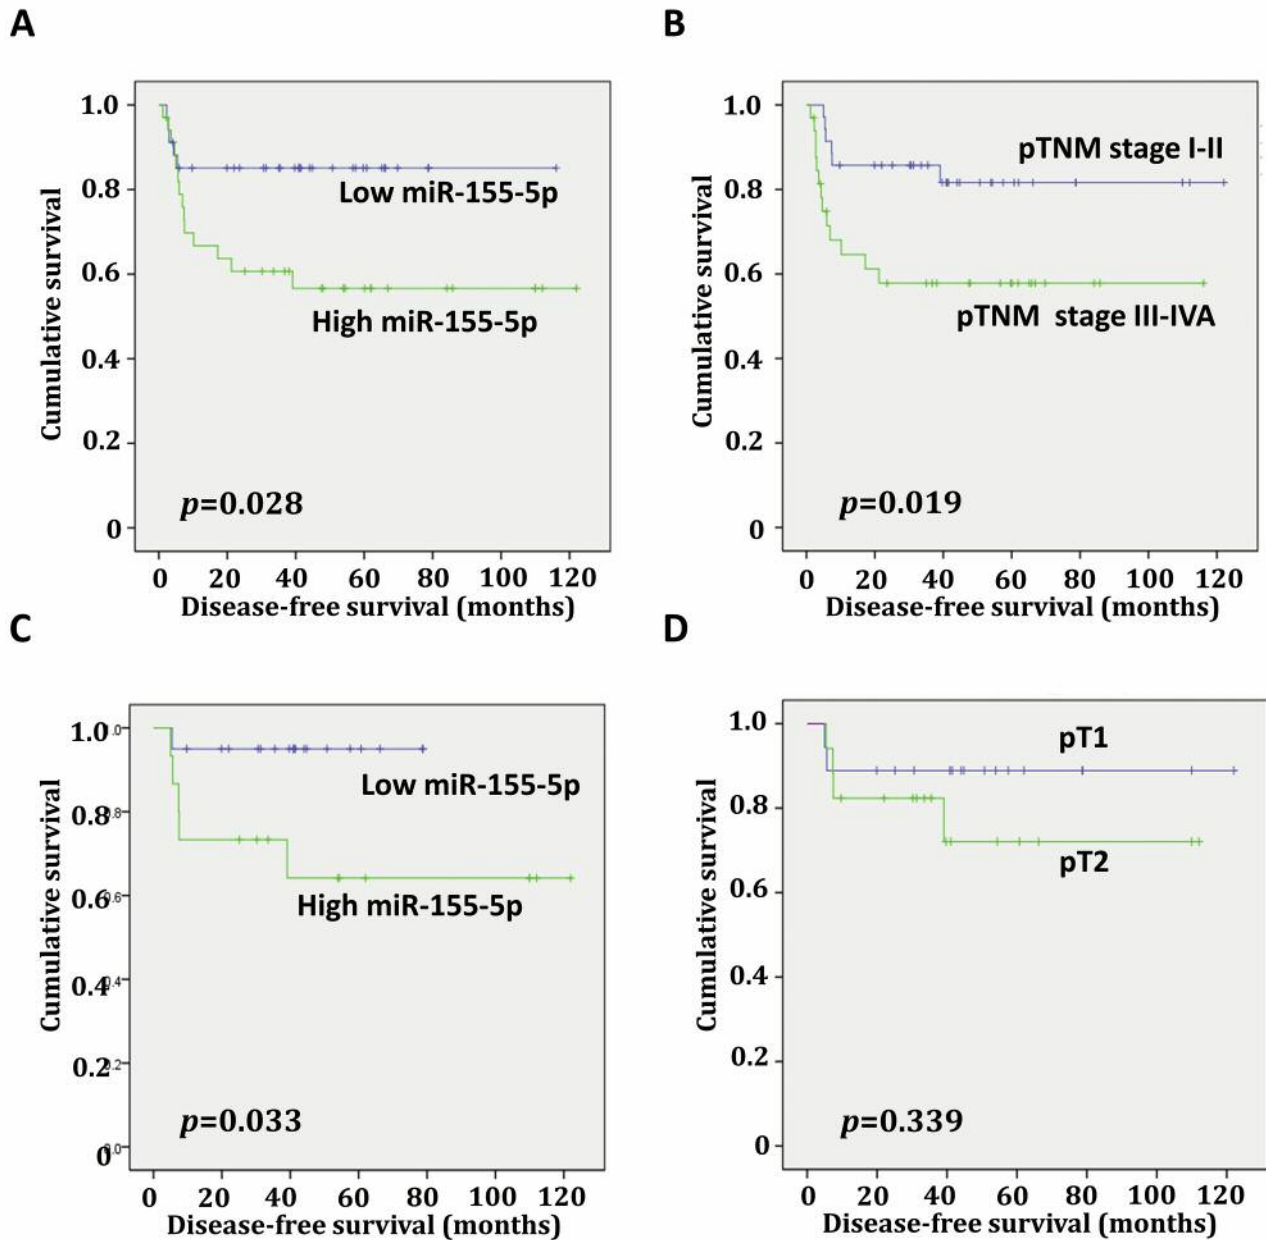 A
1.0
0.8
0.6
0.4
0.2
0
Cumulative survival
Low miR-155-5p
High miR-155-5p
p=0.028
0 20 40 60 80 100 120
Disease-free survival (months)
B
1.0
0.8
0.6
0.4
0.2
0
Cumulative survival
pTNM stage I-II
pTNM stage III-IVA
p=0.019
0 20 40 60 80 100 120
Disease-free survival (months)
C
1.0
0.8
0.6
0.4
0.2
0
Cumulative survival
Low miR-155-5p
High miR-155-5p
p=0.033
0 20 40 60 80 100 120
Disease-free survival (months)
D
1.0
0.8
0.6
0.4
0.2
0
Cumulative survival
pT1
pT2
p=0.339
0 20 40 60 80 100 120
Disease-free survival (months)